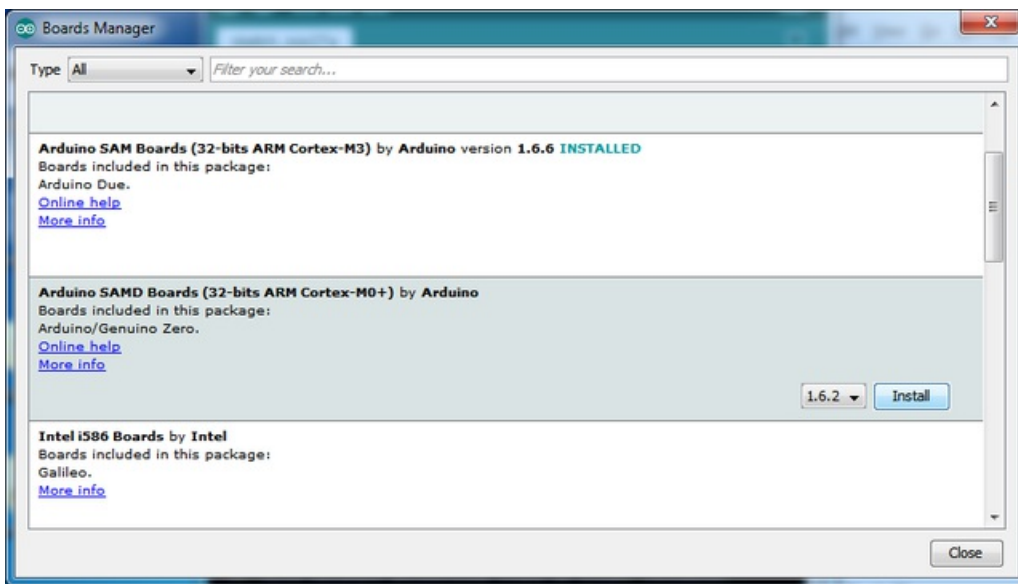 Boards Manager
Type All Filter your search...
Arduino SAM Boards (32-bits ARM Cortex-M3) by Arduino version 1.6.6 INSTALLED
Boards included in this package:
Arduino Due.
Online help
More info
Arduino SAMD Boards (32-bits ARM Cortex-M0+) by Arduino
Boards included in this package:
Arduino/Genuino Zero.
Online help
More info
1.6.2 Install
Intel i586 Boards by Intel
Boards included in this package:
Galileo.
More info
Close